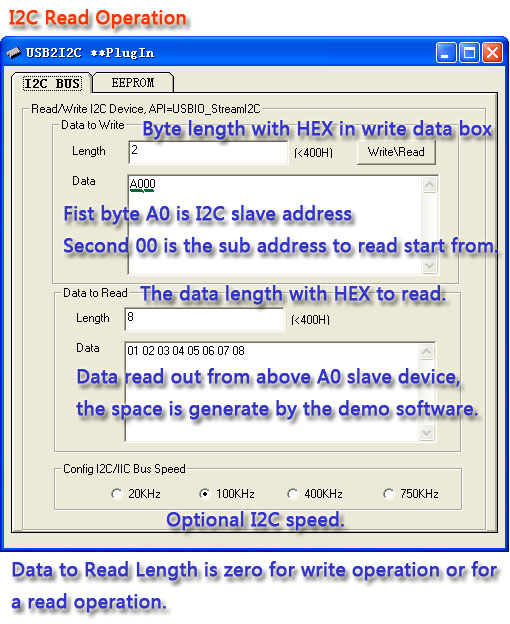 I2C Read Operation
USB2I2C **PlugIn
I2C BUS EEPROM
Read/Write I2C Device, API=USBIO_StreamI2C
Data to Write
Byte length with HEX in write data box
Length 2 (<400H) Write\Read
Data A000
Fist byte A0 is I2C slave address
Second 00 is the sub address to read start from.
Data to Read
The data length with HEX to read.
Length 8 (<400H)
Data 01 02 03 04 05 06 07 08
Data read out from above A0 slave device,
the space is generate by the demo software.
Config I2C/IIC Bus Speed
20KHz 100KHz 400KHz 750KHz
Optional I2C speed.
Data to Read Length is zero for write operation or for
a read operation.